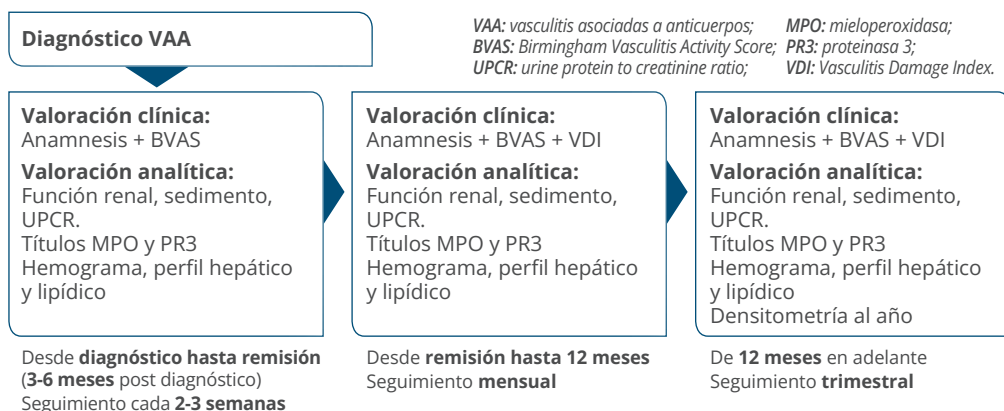 Diagnóstico VAA
VAA: vasculitis asociadas a anticuerpos; MPO: mieloperoxidasa;
BVAS: Birmingham Vasculitis Activity Score; PR3: proteinasa 3;
UPCR: urine protein to creatinine ratio; VDI: Vasculitis Damage Index.
Valoración clínica:
Anamnesis + BVAS
Valoración analítica:
Función renal, sedimento,
UPCR.
Títulos MPO y PR3
Hemograma, perfil hepático
y lipídico
Desde diagnóstico hasta remisión
(3-6 meses post diagnóstico)
Seguimiento cada 2-3 semanas
Valoración clínica:
Anamnesis + BVAS + VDI
Valoración analítica:
Función renal, sedimento,
UPCR.
Títulos MPO y PR3
Hemograma, perfil hepático
y lipídico
Desde remisión hasta 12 meses
Seguimiento mensual
Valoración clínica:
Anamnesis + BVAS + VDI
Valoración analítica:
Función renal, sedimento,
UPCR.
Títulos MPO y PR3
Hemograma, perfil hepático
y lipídico
Densitometría al año
De 12 meses en adelante
Seguimiento trimestral